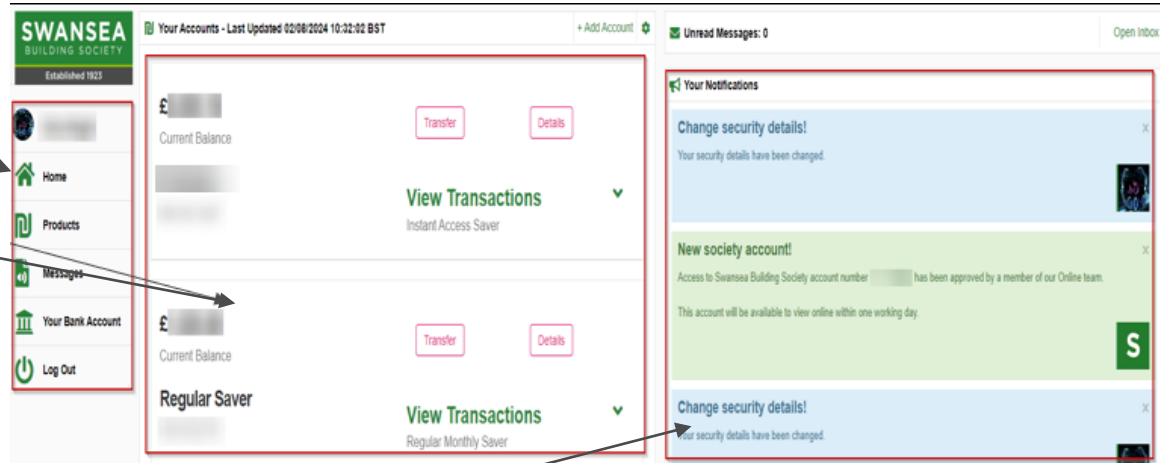 SWANSEA
BUILDING SOCIETY
Established 1923
Home
Products
Messages
Your Bank Account
Log Out
Your Accounts - Last Updated 02/08/2024 10:32:02 BST
+ Add Account
£
Current Balance
Transfer
Details
View Transactions
Instant Access Saver
£
Current Balance
Transfer
Details
Regular Saver
View Transactions
Regular Monthly Saver
Unread Messages: 0
Open Inbox
Your Notifications
Change security details!
x
Your security details have been changed.
New society account!
x
Access to Swansea Building Society account number has been approved by a member of our Online team.
This account will be available to view online within one working day.
S
Change security details!
x
Your security details have been changed.